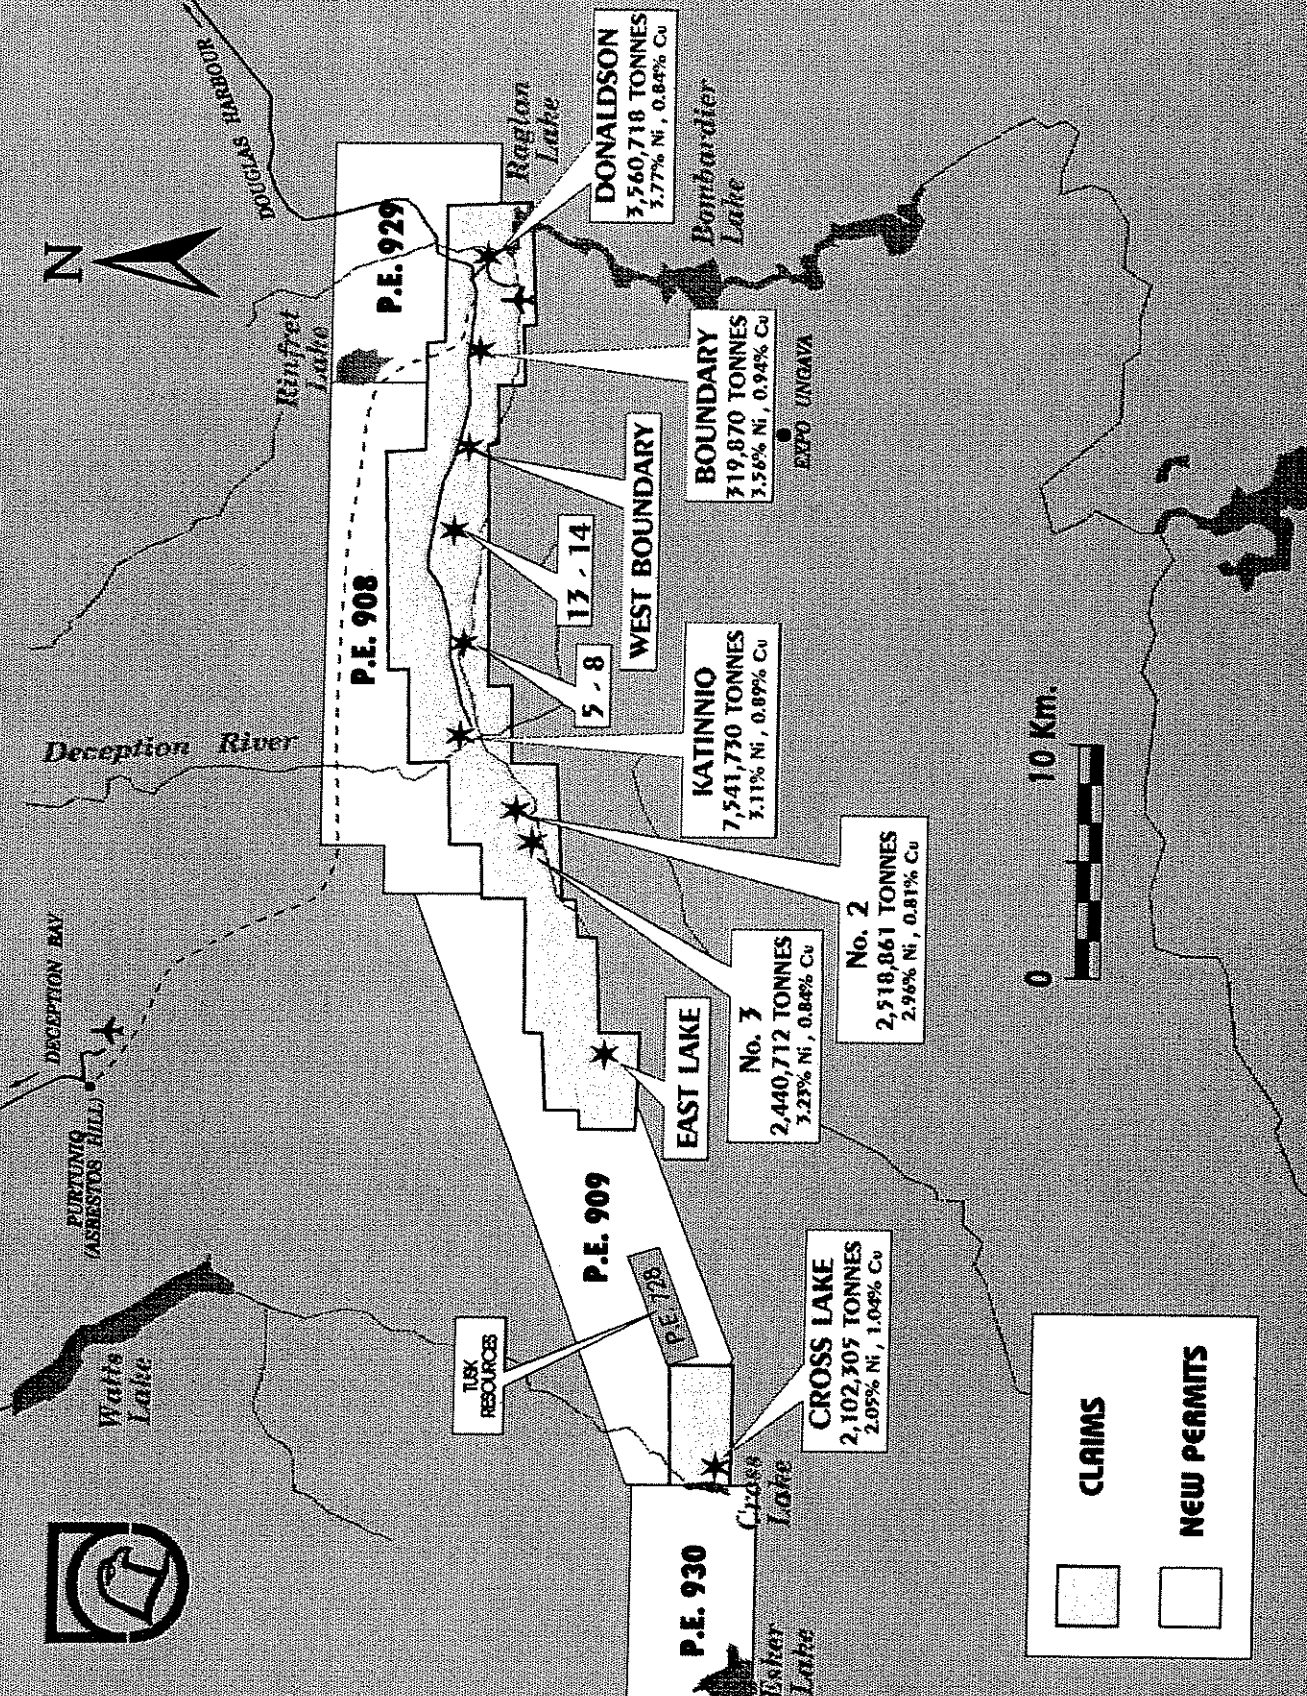 N
DOUGLAS HARBOUR
DECEPTION BAY
PURTUNIQ
(ASBESTOS HILL)
Watts
Lake
Deception River
Rinfret
Lake
P.E. 929
P.E. 908
Raglan
Lake
DONALDSON
3,560,718 TONNES
3.77% Ni , 0.84% Cu
Bombardier
Lake
BOUNDARY
319,870 TONNES
3.56% Ni , 0.94% Cu
EXPO UNGAVA
WEST BOUNDARY
13 - 14
5 - 8
KATINNIQ
7,541,730 TONNES
3.11% Ni , 0.89% Cu
No. 2
2,518,861 TONNES
2.96% Ni , 0.81% Cu
No. 3
2,440,712 TONNES
3.23% Ni , 0.84% Cu
EAST LAKE
P.E. 909
P.E. 728
TUSK
RESOURCES
CROSS LAKE
2,102,305 TONNES
2.05% Ni , 1.04% Cu
Cross
Lake
P.E. 930
Esker
Lake
0 10 Km.
CLAIMS
NEW PERMITS